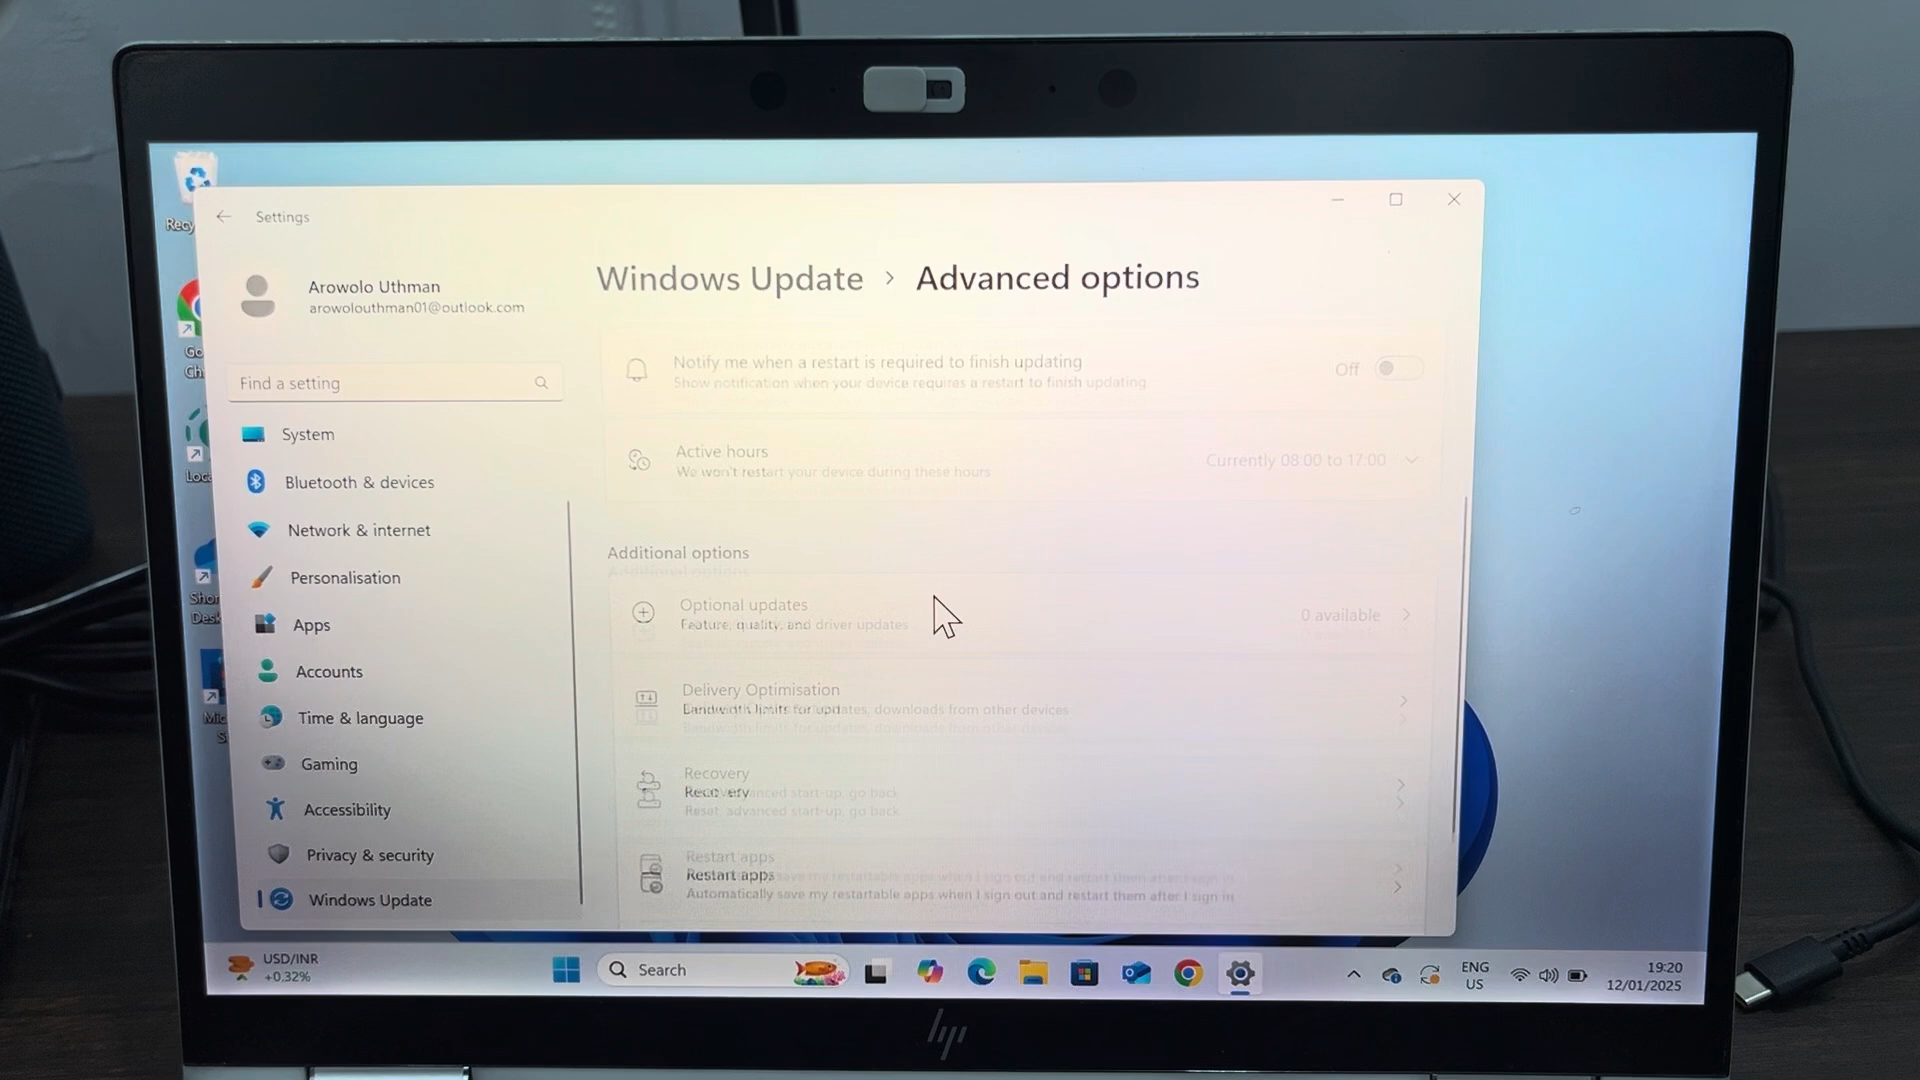 Settings
Arowolo Uthman
arowolouthman01@outlook.com
Find a setting
System
Bluetooth & devices
Network & internet
Personalisation
Apps
Accounts
Time & language
Gaming
Accessibility
Privacy & security
Windows Update
Windows Update > Advanced options
Notify me when a restart is required to finish updating
Show notification when your device requires a restart to finish updating
Off
Active hours
We won't restart your device during these hours
Currently 08:00 to 17:00
Additional options
Optional updates
Feature, quality, and driver updates
0 available
Delivery Optimisation
Bandwidth limits for updates, downloads from other devices
Recovery
Reset, advanced start-up, go back
Restart apps
Automatically save my restartable apps when I sign out and restart them after I sign in
USD/INR
+0.32%
Search
ENG
US
19:20
12/01/2025
hp